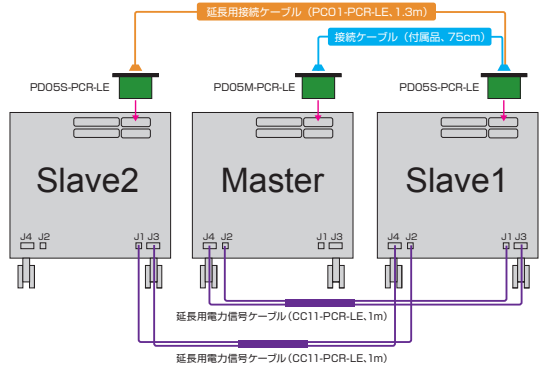 延長用接続ケーブル（PC01-PCR-LE、1.3m）
接続ケーブル（付属品、75cm）
PD05S-PCR-LE
PD05M-PCR-LE
PD05S-PCR-LE
Slave2
Master
Slave1
J4 J2 J1 J3
J4 J2 J1 J3
J4 J2 J1 J3
延長用電力信号ケーブル（CC11-PCR-LE、1m）
延長用電力信号ケーブル（CC11-PCR-LE、1m）